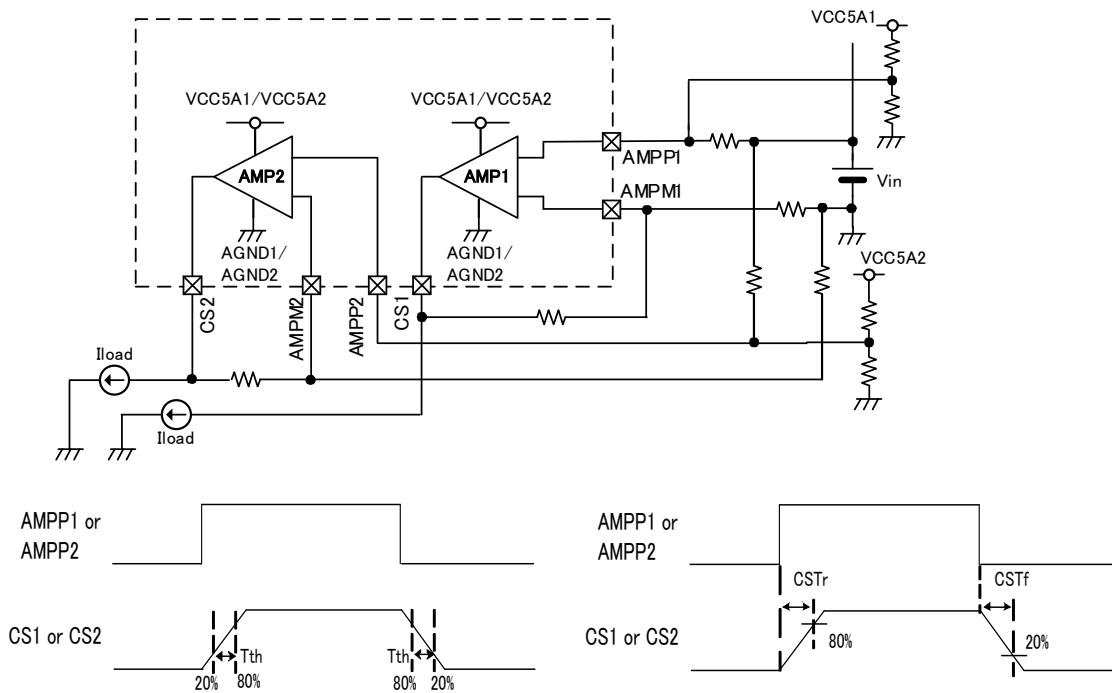 VCC5A1
VCC5A1/VCC5A2
VCC5A1/VCC5A2
AMP2
AMP1
AMPP1
AMPM1
Vin
AGND1/
AGND2
AGND1/
AGND2
VCC5A2
CS2
AMPM2
AMPP2
CS1
Iload
Iload
AMPP1 or
AMPP2
CS1 or CS2
Tth
Tth
20%
80%
80%
20%
AMPP1 or
AMPP2
CSTr
CSTf
CS1 or CS2
80%
20%